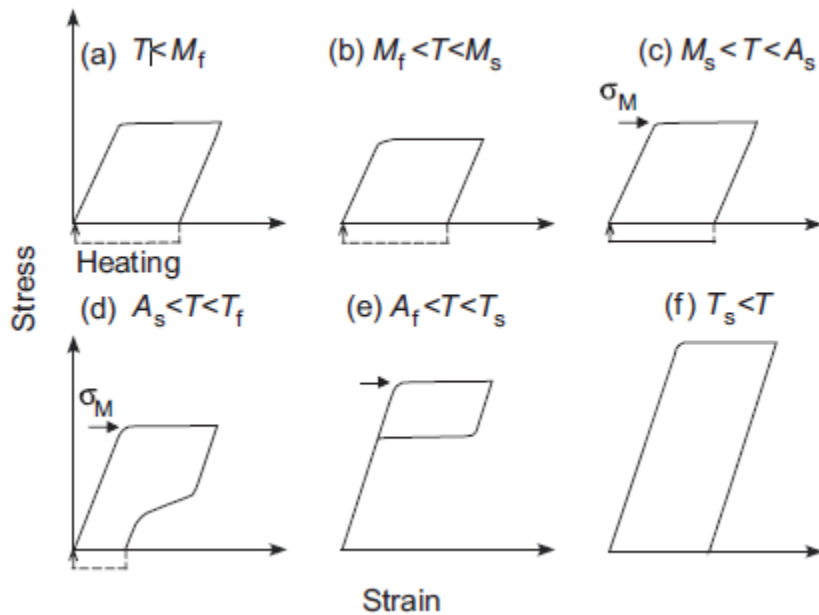 (a) T<M_f
(b) M_f<T<M_s
(c) M_s<T<A_s
σ_M
Heating
Stress
(d) A_s<T<T_f
(e) A_f<T<T_s
(f) T_s<T
σ_M
Strain